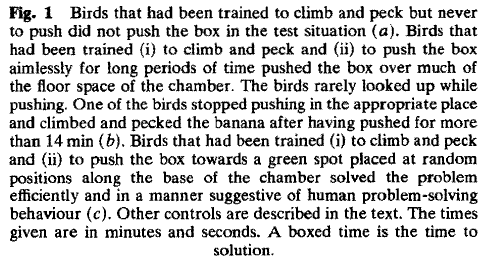 Fig. 1 Birds that had been trained to climb and peck but never
to push did not push the box in the test situation (a). Birds that
had been trained (i) to climb and peck and (ii) to push the box
aimlessly for long periods of time pushed the box over much of
the floor space of the chamber. The birds rarely looked up while
pushing. One of the birds stopped pushing in the appropriate place
and climbed and pecked the banana after having pushed for more
than 14 min (b). Birds that had been trained (i) to climb and peck
and (ii) to push the box towards a green spot placed at random
positions along the base of the chamber solved the problem
efficiently and in a manner suggestive of human problem-solving
behaviour (c). Other controls are described in the text. The times
given are in minutes and seconds. A boxed time is the time to
solution.